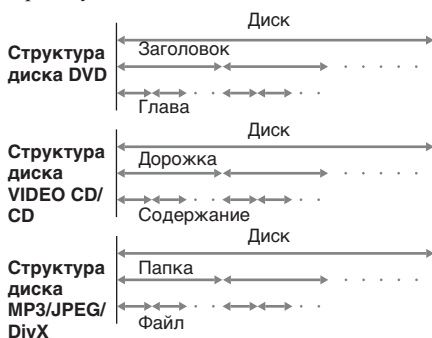 Диск
Структура
диска DVD
Заголовок
Глава
Диск
Структура
диска
VIDEO CD/
CD
Дорожка
Содержание
Диск
Структура
диска
MP3/JPEG/
DivX
Папка
Файл